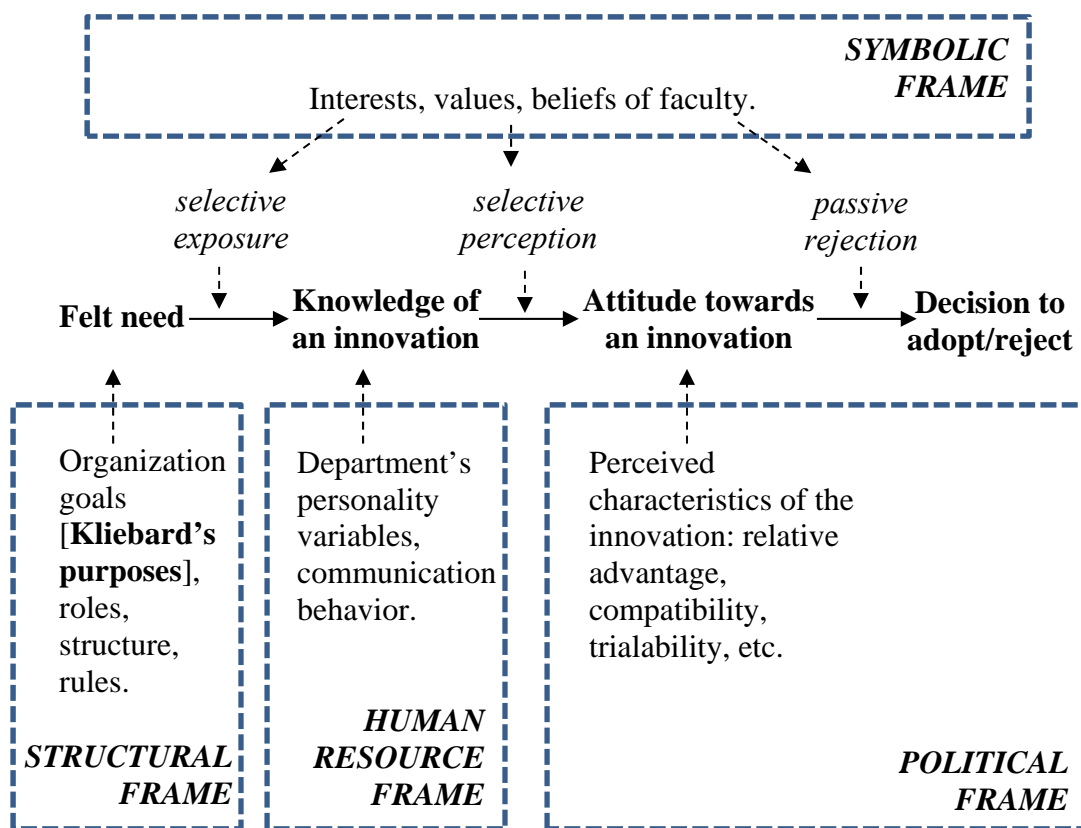 SYMBOLIC
FRAME
Interests, values, beliefs of faculty.
selective
exposure
selective
perception
passive
rejection
Felt need
Knowledge of
an innovation
Attitude towards
an innovation
Decision to
adopt/reject
Organization
goals
[Kliebard’s
purposes],
roles,
structure,
rules.
STRUCTURAL
FRAME
Department’s
personality
variables,
communication
behavior.
HUMAN
RESOURCE
FRAME
Perceived
characteristics of the
innovation: relative
advantage,
compatibility,
trialability, etc.
POLITICAL
FRAME